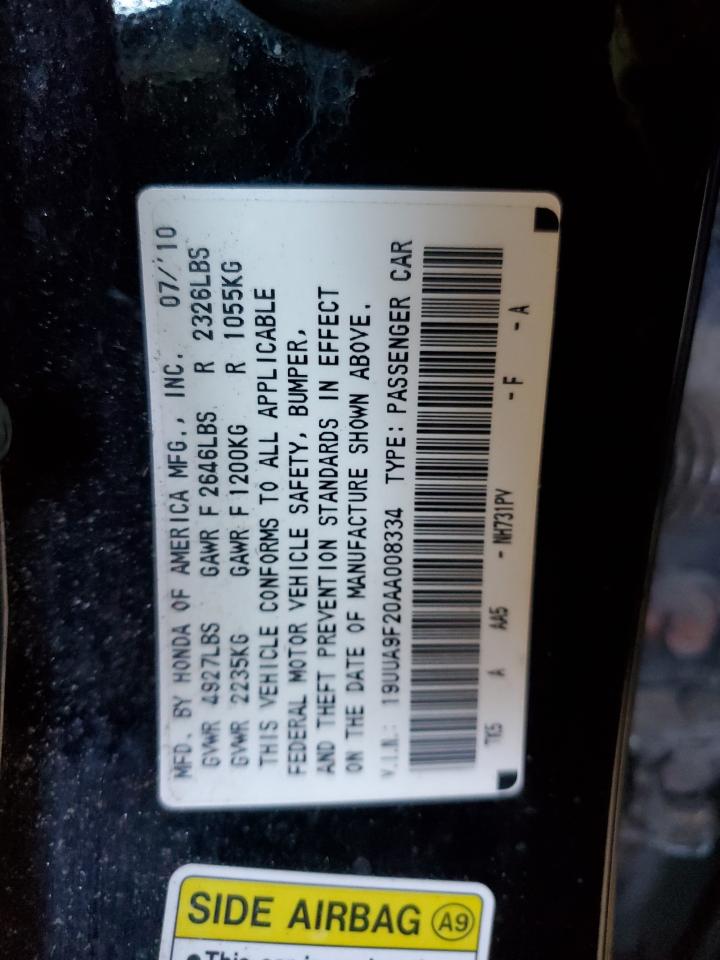 MFD. BY HONDA OF AMERICA MFG., INC. 07/'10
GVWR 4927LBS GAWR F 2646LBS R 2326LBS
GVWR 2235KG GAWR F 1200KG R 1055KG
THIS VEHICLE CONFORMS TO ALL APPLICABLE
FEDERAL MOTOR VEHICLE SAFETY, BUMPER,
AND THEFT PREVENTION STANDARDS IN EFFECT
ON THE DATE OF MANUFACTURE SHOWN ABOVE.
V.I.N.: 19UUA9F20AA008334 TYPE: PASSENGER CAR
TK5 A AA5 - NH731PV - F - A
SIDE AIRBAG A9